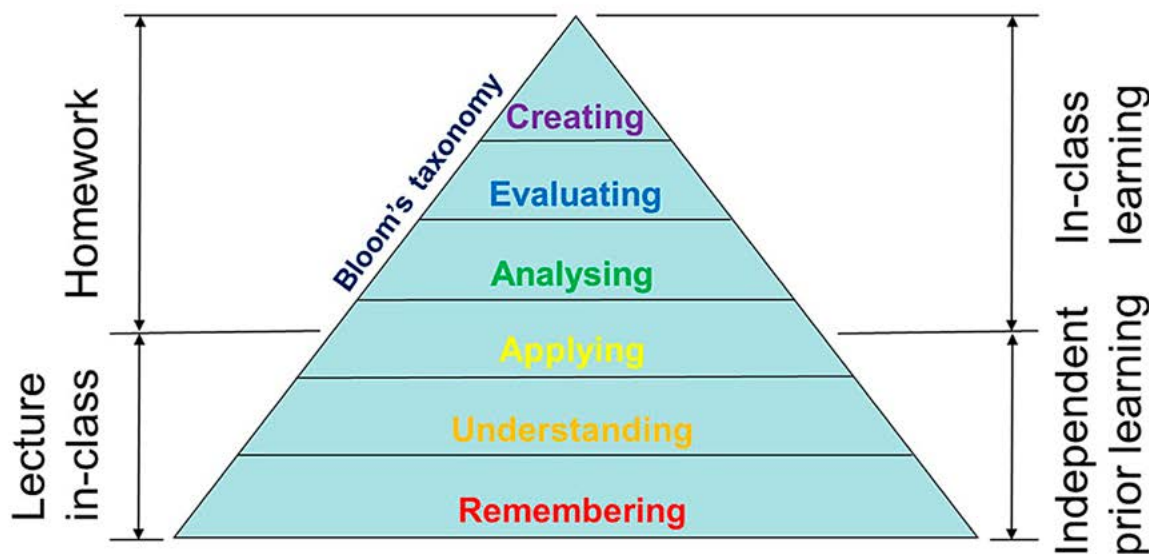 Homework
Lecture
in-class
Bloom's taxonomy
Creating
Evaluating
Analysing
Applying
Understanding
Remembering
In-class
learning
Independent
prior learning